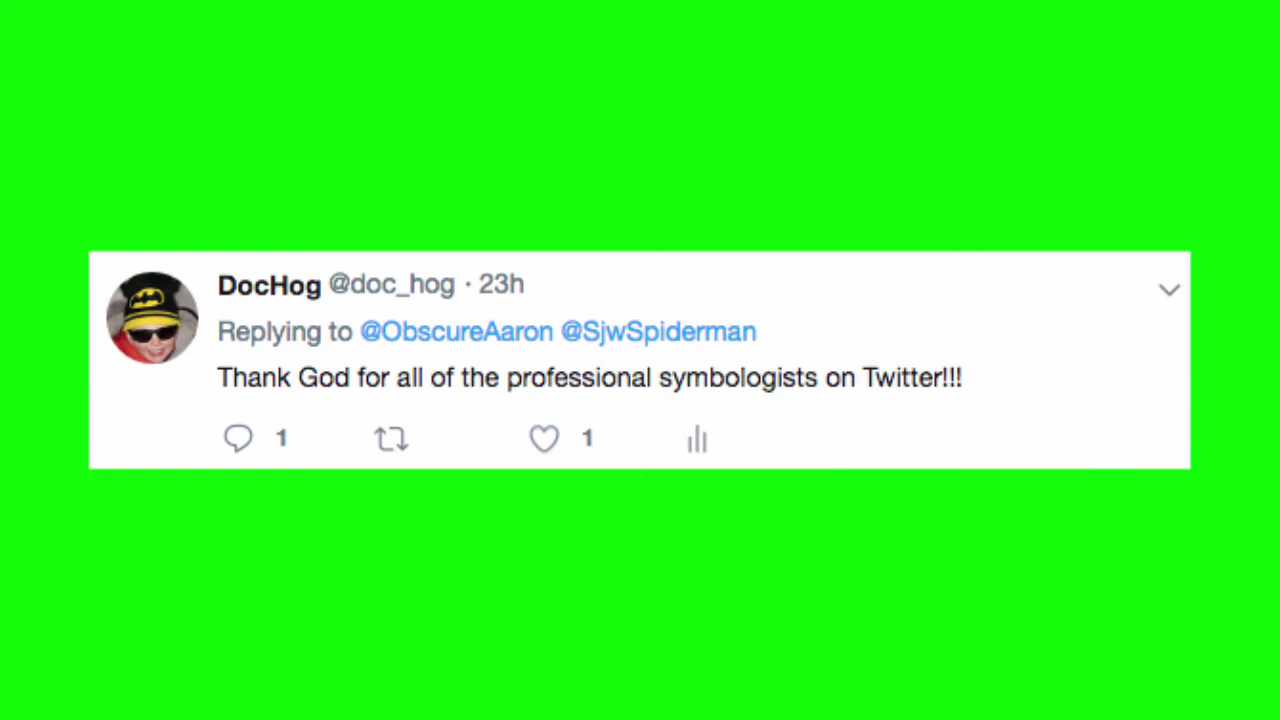 DocHog @doc_hog · 23h
Replying to @ObscureAaron @SjwSpiderman
Thank God for all of the professional symbologists on Twitter!!!
1 1